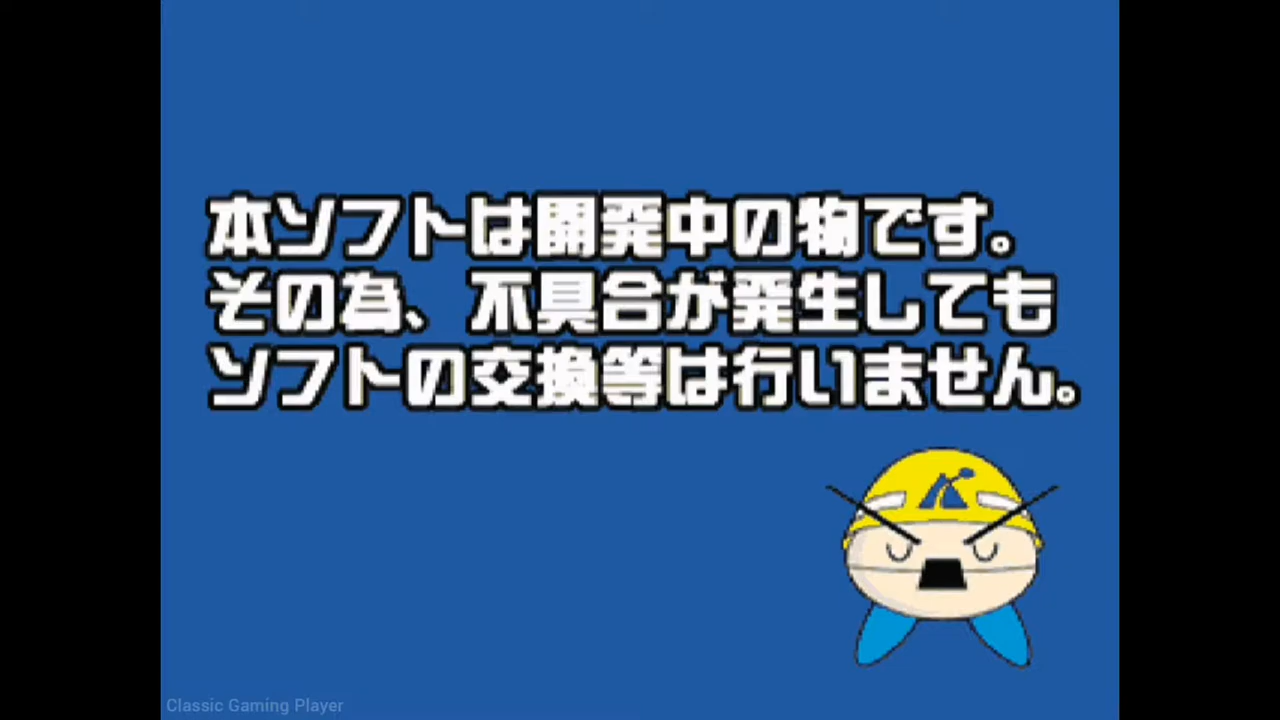 本ソフトは開発中の物です。
その為、不具合が発生しても
ソフトの交換等は行いません。
Classic Gaming Player